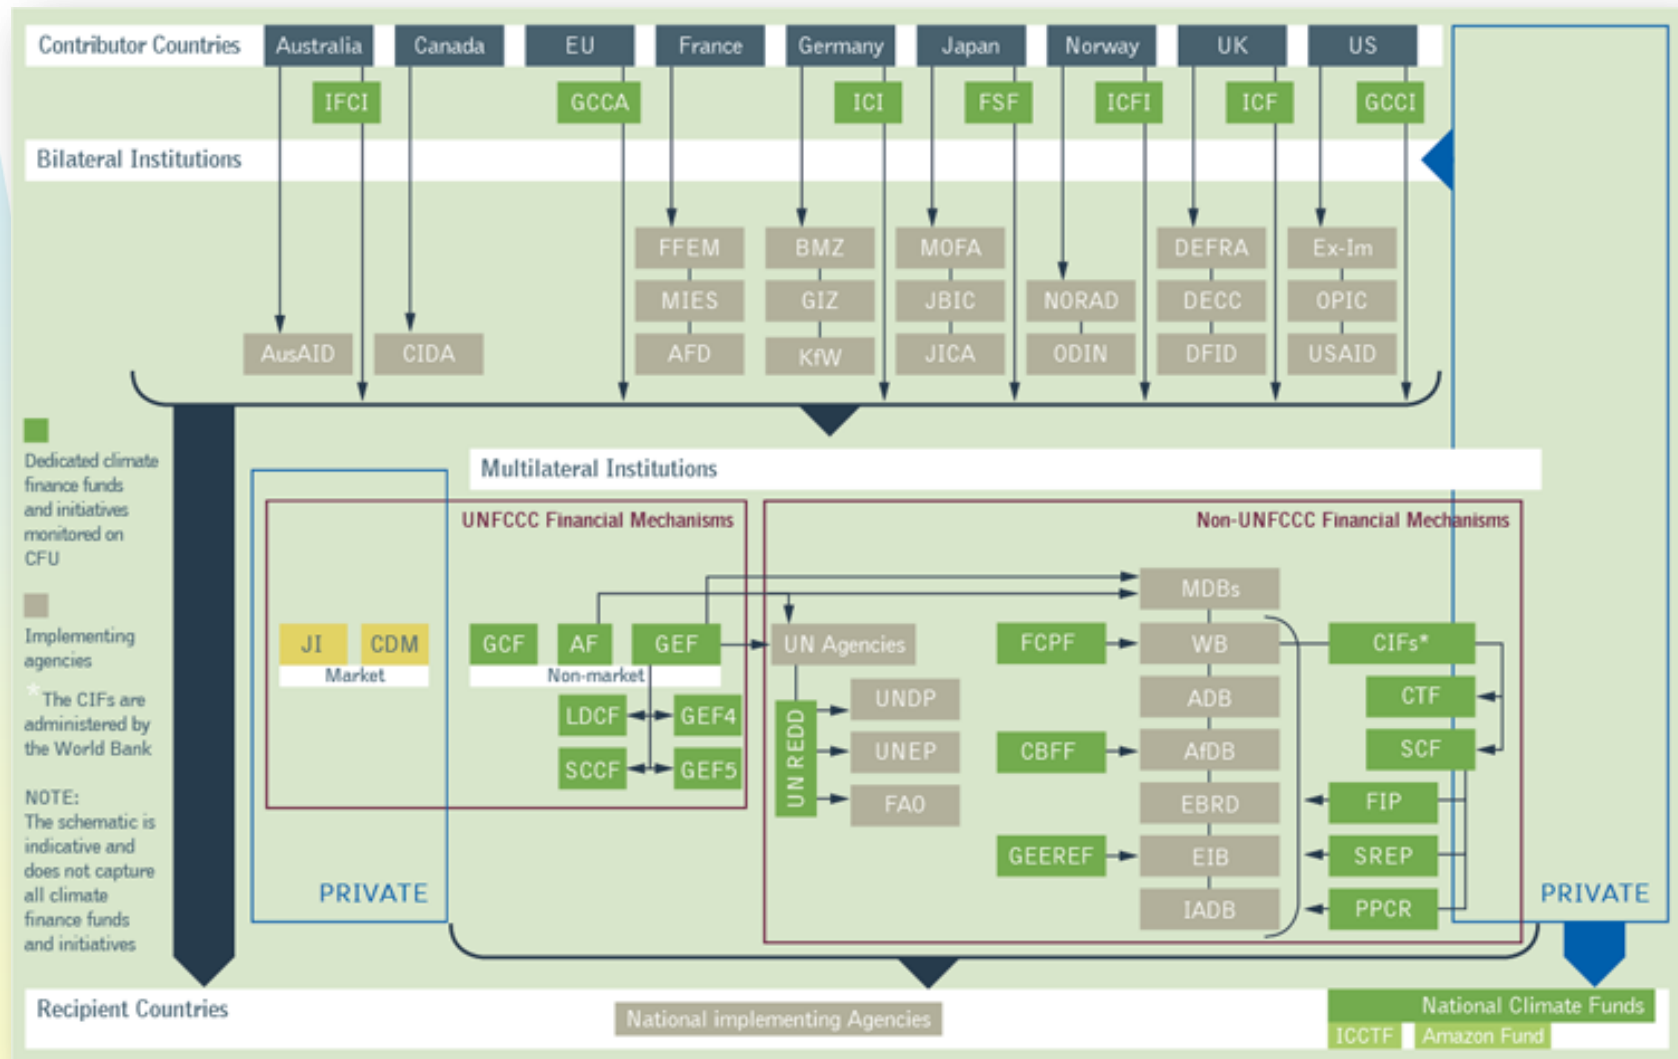 Contributor Countries
Australia
Canada
EU
France
Germany
Japan
Norway
UK
US
IFCI
GCCA
ICI
FSF
ICFI
ICF
GCCI
Bilateral Institutions
FFEM
BMZ
MOFA
DEFRA
Ex-Im
MIES
GIZ
JBIC
NORAD
DECC
OPIC
AusAID
CIDA
AFD
KfW
JICA
ODIN
DFID
USAID
Dedicated climate
finance funds
and initiatives
monitored on
CFU
Implementing
agencies
*The CIFs are
administered by
the World Bank
NOTE:
The schematic is
indicative and
does not capture
all climate
finance funds
and initiatives
Multilateral Institutions
UNFCCC Financial Mechanisms
JI
CDM
Market
GCF
AF
GEF
Non-market
LDCF
GEF4
SCCF
GEF5
PRIVATE
Non-UNFCCC Financial Mechanisms
UN Agencies
UN REDD
UNDP
UNEP
FAO
MDBs
FCPF
WB
CIFs*
ADB
CTF
CBFF
AfDB
SCF
EBRD
FIP
GEEREF
EIB
SREP
IADB
PPCR
PRIVATE
Recipient Countries
National implementing Agencies
National Climate Funds
ICCTF
Amazon Fund